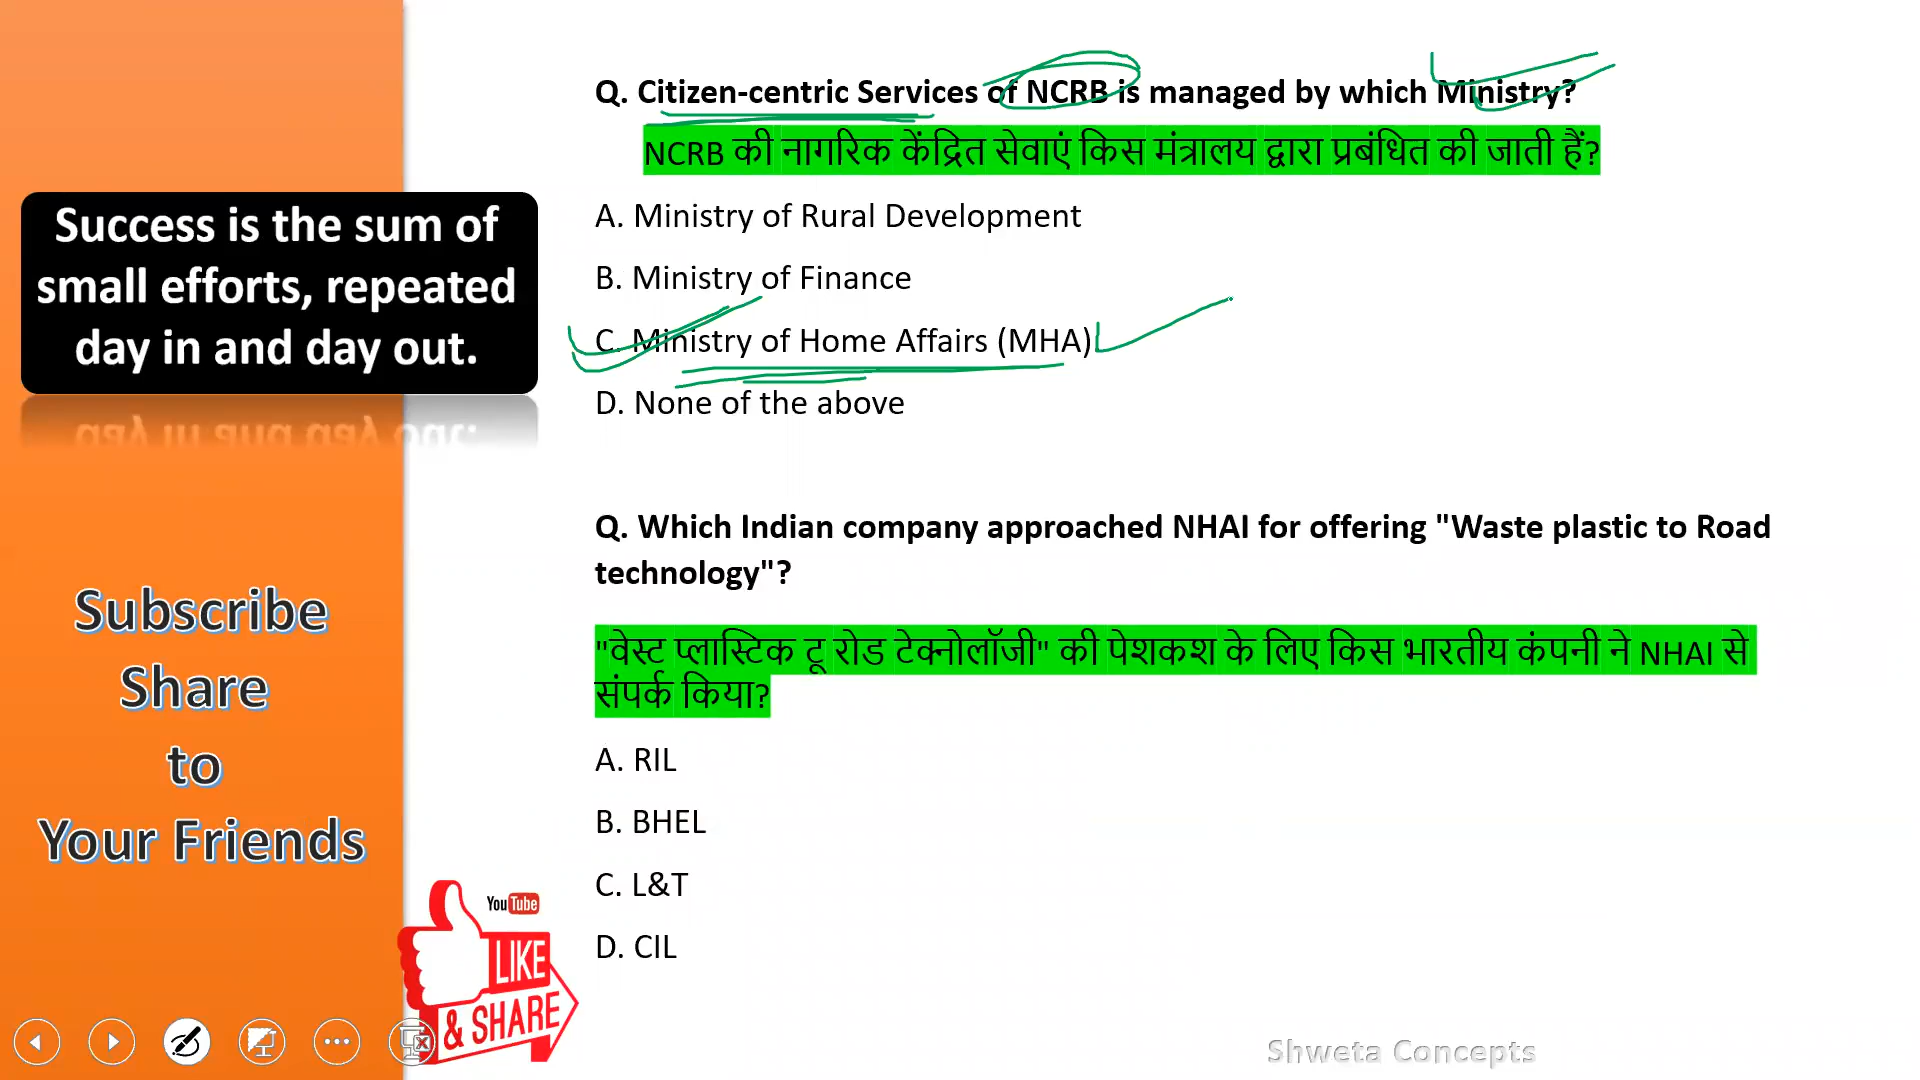 Success is the sum of
small efforts, repeated
day in and day out.
Subscribe
Share
to
Your Friends
YouTube
LIKE
& SHARE
Q. Citizen-centric Services of NCRB is managed by which Ministry?
NCRB की नागरिक केंद्रित सेवाएं किस मंत्रालय द्वारा प्रबंधित की जाती हैं?
A. Ministry of Rural Development
B. Ministry of Finance
C. Ministry of Home Affairs (MHA)
D. None of the above
Q. Which Indian company approached NHAI for offering "Waste plastic to Road
technology"?
"वेस्ट प्लास्टिक टू रोड टेक्नोलॉजी" की पेशकश के लिए किस भारतीय कंपनी ने NHAI से
संपर्क किया?
A. RIL
B. BHEL
C. L&T
D. CIL
Shweta Concepts